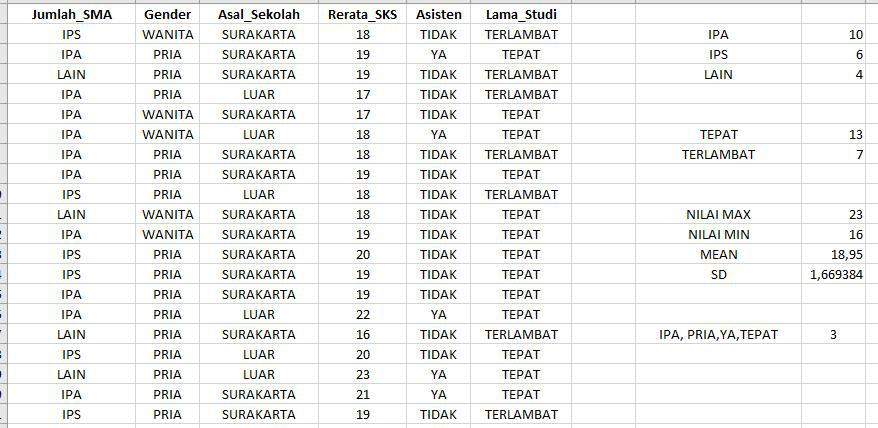 Jumlah_SMA Gender Asal_Sekolah Rerata_SKS Asisten Lama_Studi
IPS WANITA SURAKARTA 18 TIDAK TERLAMBAT IPA 10
IPA PRIA SURAKARTA 19 YA TEPAT IPS 6
LAIN PRIA SURAKARTA 19 TIDAK TERLAMBAT LAIN 4
IPA PRIA LUAR 17 TIDAK TERLAMBAT
IPA WANITA SURAKARTA 17 TIDAK TEPAT
IPA WANITA LUAR 18 YA TEPAT TEPAT 13
IPA PRIA SURAKARTA 18 TIDAK TERLAMBAT TERLAMBAT 7
IPA PRIA SURAKARTA 19 TIDAK TEPAT
IPS PRIA LUAR 18 TIDAK TERLAMBAT
LAIN WANITA SURAKARTA 18 TIDAK TEPAT NILAI MAX 23
IPA WANITA SURAKARTA 19 TIDAK TEPAT NILAI MIN 16
IPS PRIA SURAKARTA 20 TIDAK TEPAT MEAN 18,95
IPS PRIA SURAKARTA 19 TIDAK TEPAT SD 1,669384
IPA PRIA SURAKARTA 19 TIDAK TEPAT
IPA PRIA LUAR 22 YA TEPAT
LAIN PRIA SURAKARTA 16 TIDAK TERLAMBAT IPA, PRIA,YA,TEPAT 3
IPS PRIA LUAR 20 TIDAK TEPAT
LAIN PRIA LUAR 23 YA TEPAT
IPA PRIA SURAKARTA 21 YA TEPAT
IPS PRIA SURAKARTA 19 TIDAK TERLAMBAT